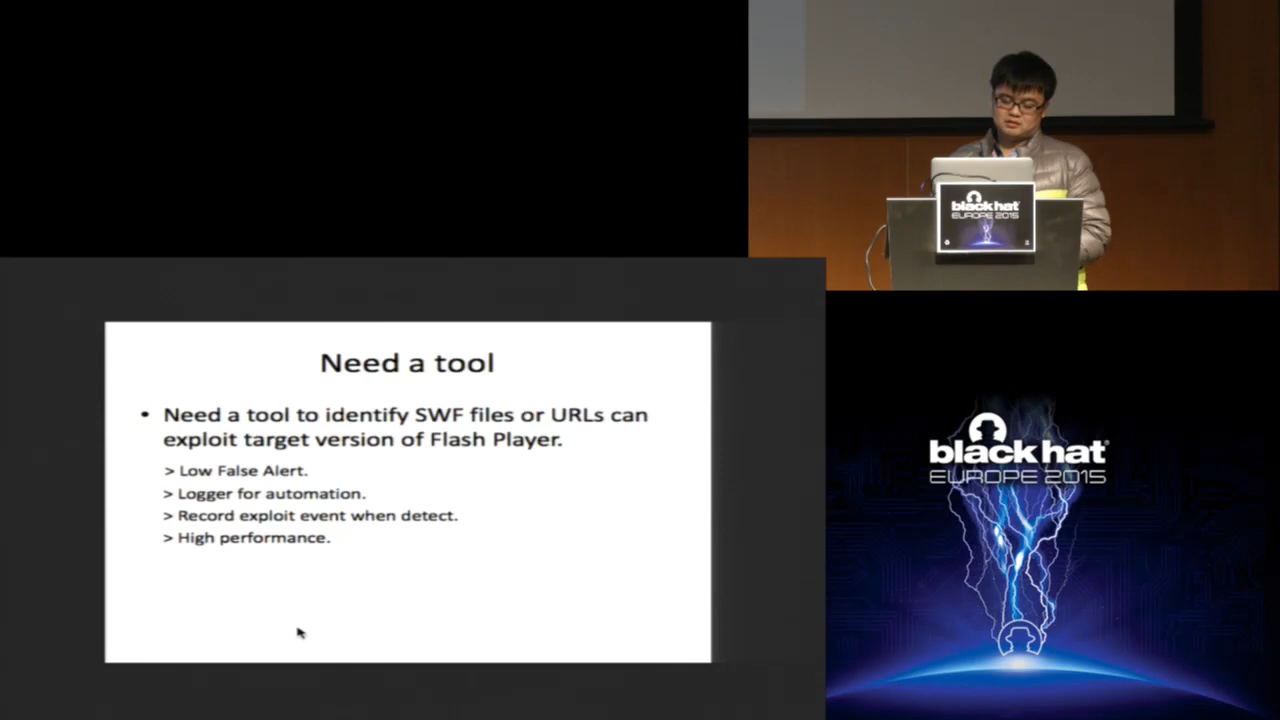 black hat
EUROPE 2015
Need a tool
• Need a tool to identify SWF files or URLs can
exploit target version of Flash Player.
> Low False Alert.
> Logger for automation.
> Record exploit event when detect.
> High performance.
black hat®
EUROPE 2015